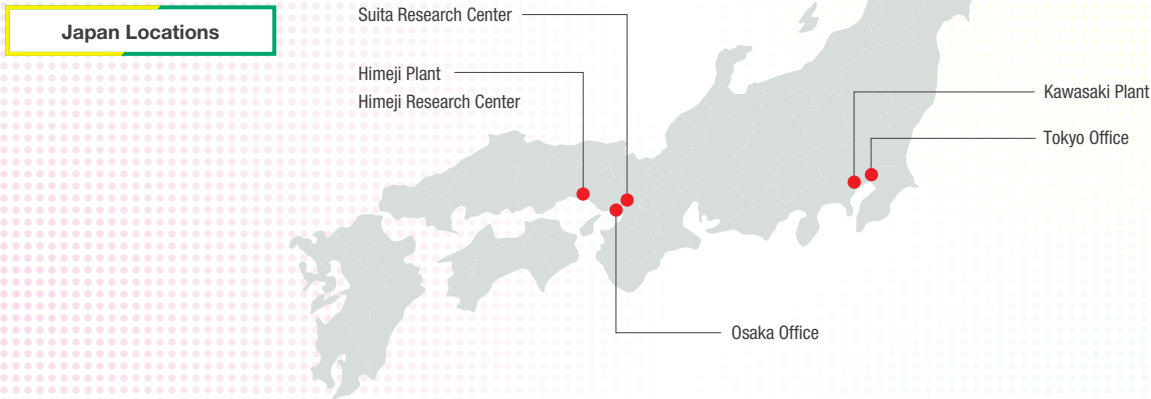 Japan Locations
Suita Research Center
Himeji Plant
Himeji Research Center
Kawasaki Plant
Tokyo Office
Osaka Office